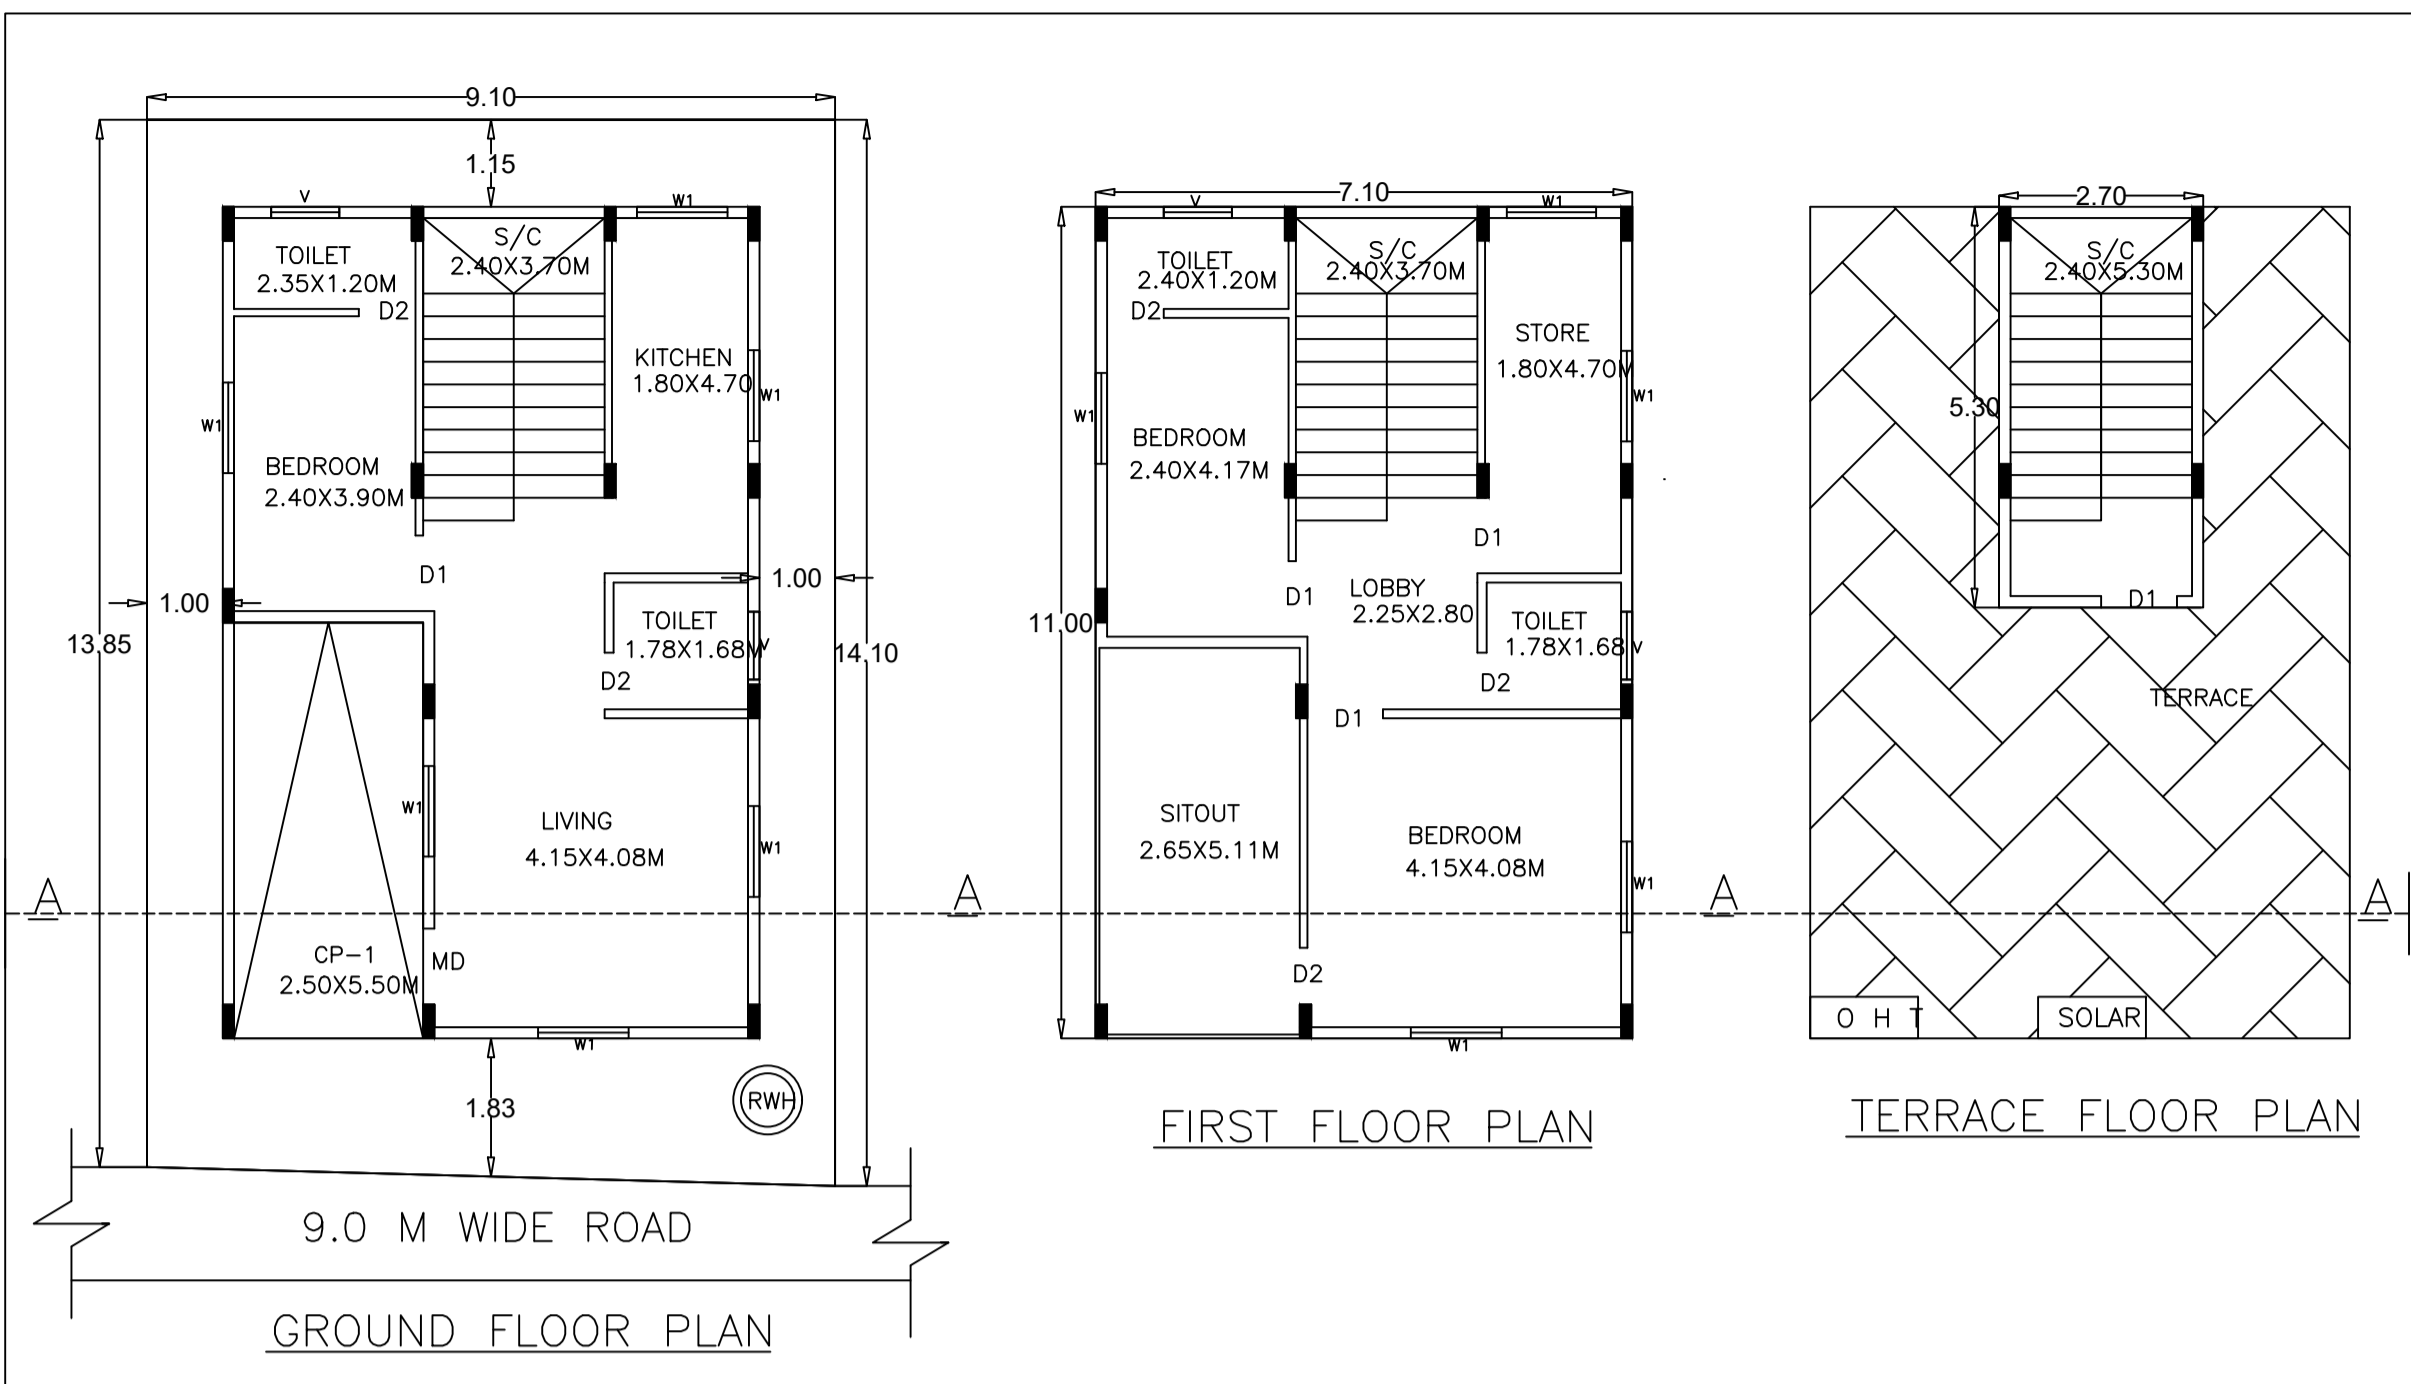 9.10
1.15
V
W1
TOILET
2.35X1.20M
D2
S/C
2.40X3.70M
KITCHEN
1.80X4.70
W1
W1
BEDROOM
2.40X3.90M
D1
1.00
1.00
13.85
14.10
TOILET
1.78X1.68M
V
D2
W1
LIVING
4.15X4.08M
W1
A
A
CP-1
2.50X5.50M
MD
W1
1.83
RWH
9.0 M WIDE ROAD
GROUND FLOOR PLAN
7.10
V
W1
TOILET
2.40X1.20M
D2
S/C
2.40X3.70M
STORE
1.80X4.70M
W1
W1
BEDROOM
2.40X4.17M
D1
D1
LOBBY
2.25X2.80
11.00
TOILET
1.78X1.68
V
D2
D1
SITOUT
2.65X5.11M
BEDROOM
4.15X4.08M
W1
A
D2
W1
FIRST FLOOR PLAN
2.70
S/C
2.40X5.30M
5.30
D1
TERRACE
A
O H T
SOLAR
TERRACE FLOOR PLAN